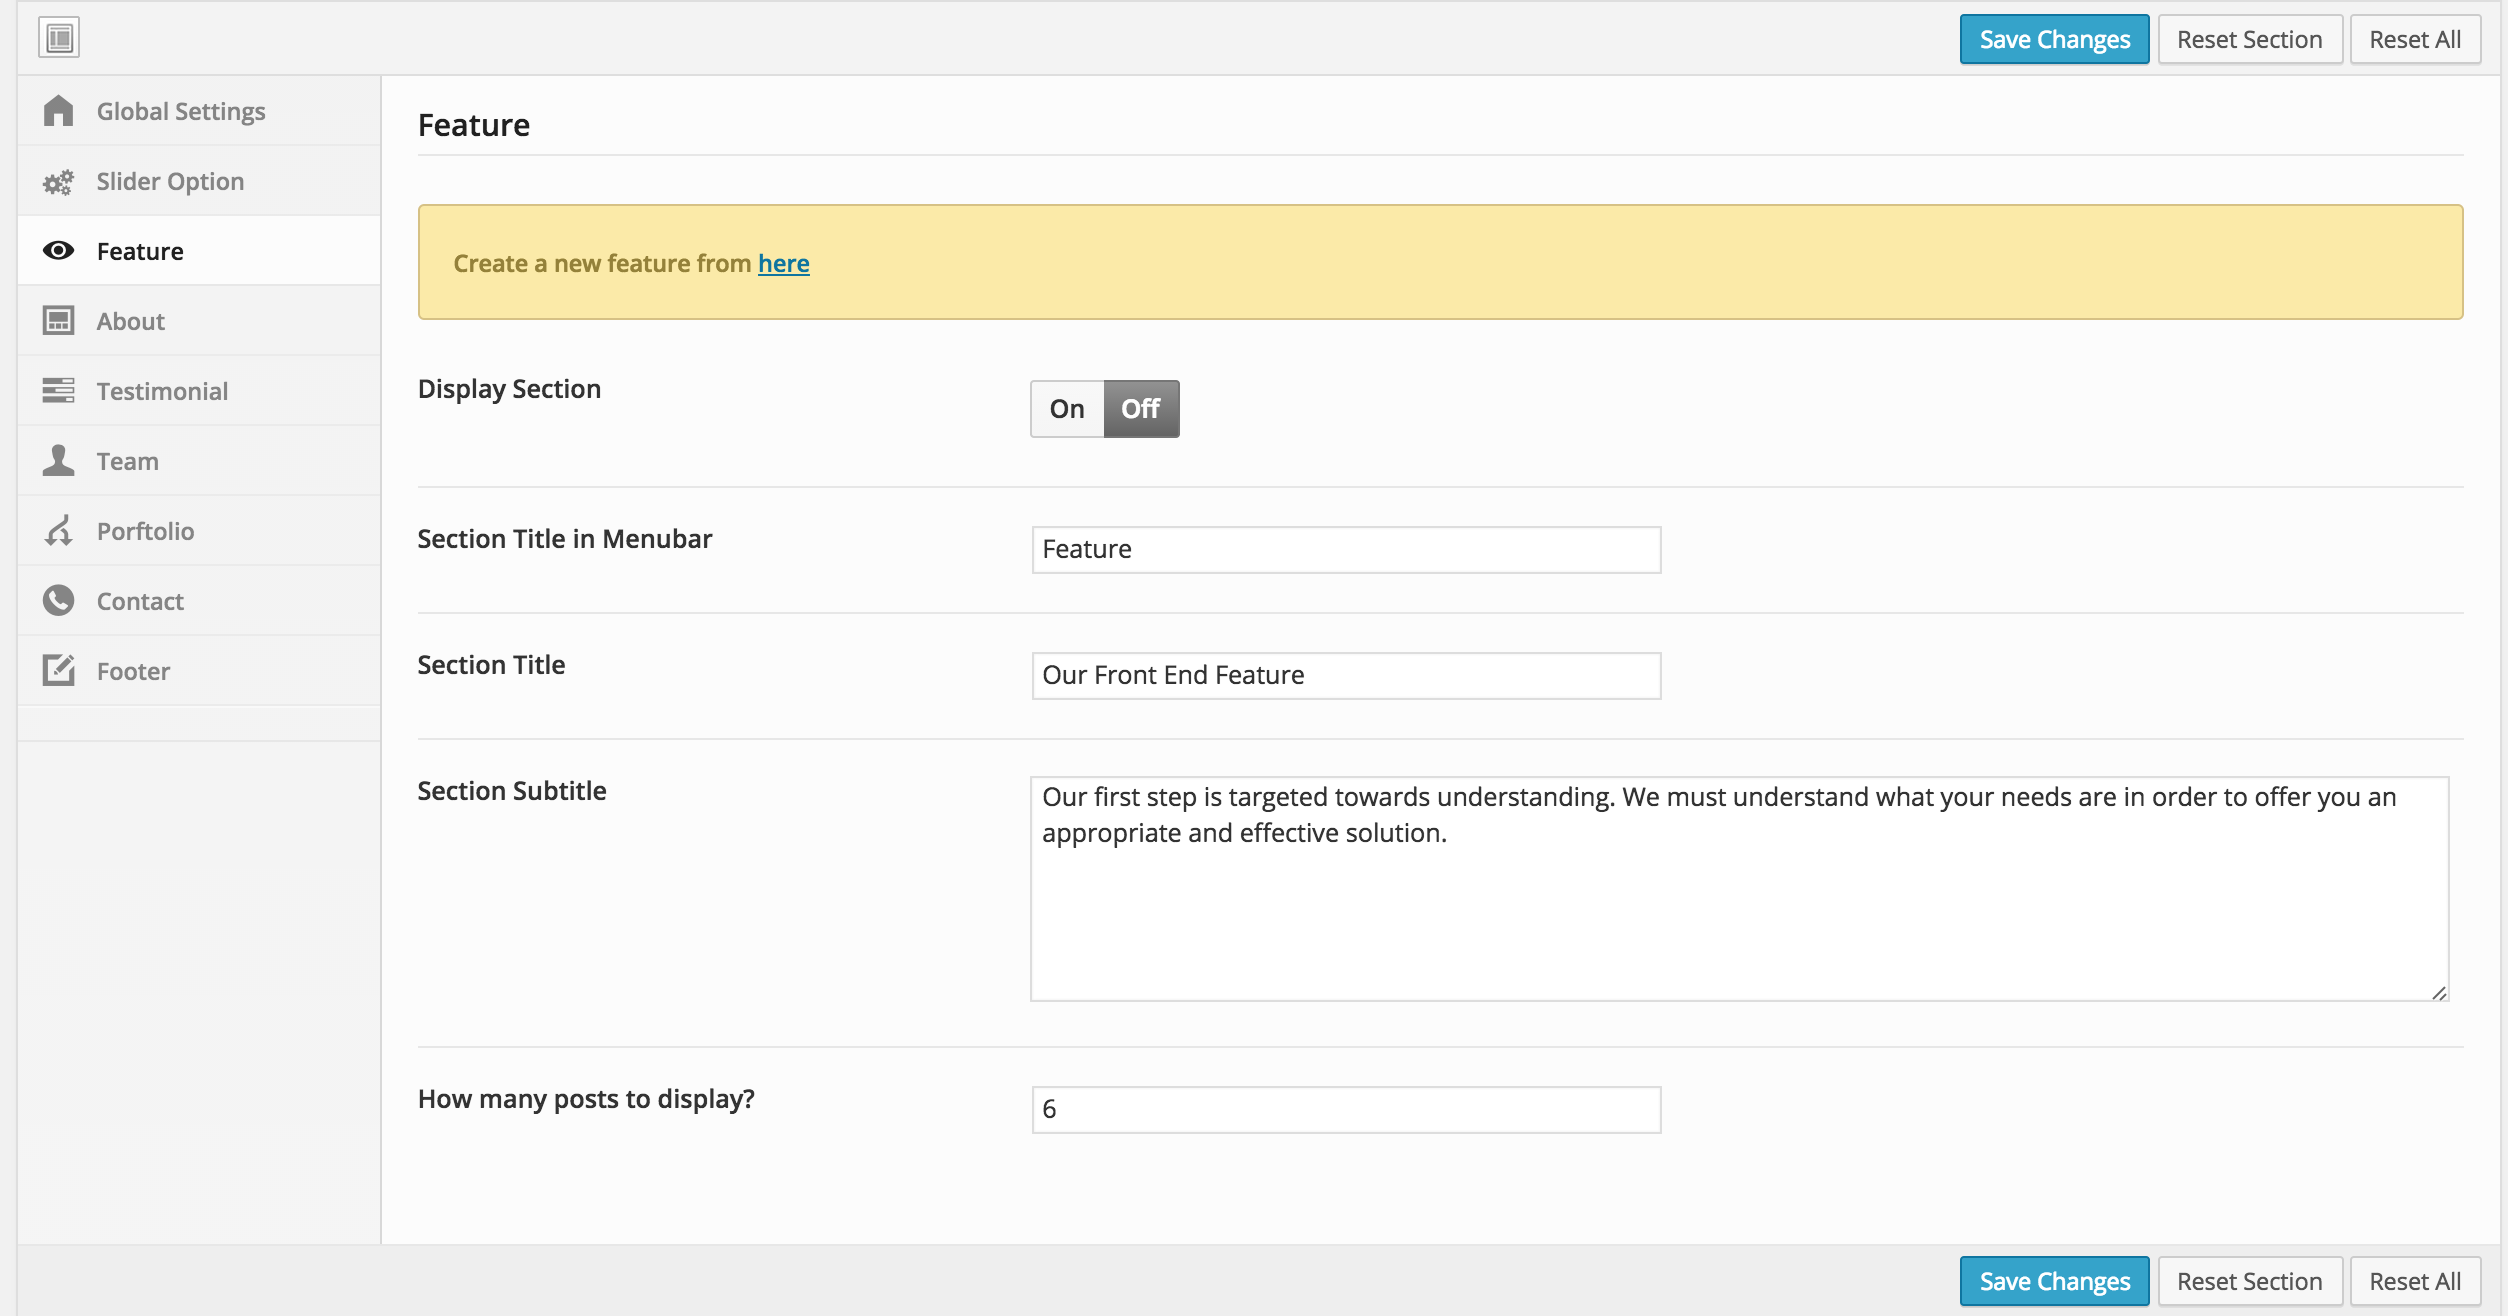 Save Changes Reset Section Reset All
Global Settings
Slider Option
Feature
About
Testimonial
Team
Porftolio
Contact
Footer
Feature
Create a new feature from here
Display Section
On Off
Section Title in Menubar
Feature
Section Title
Our Front End Feature
Section Subtitle
Our first step is targeted towards understanding. We must understand what your needs are in order to offer you an
appropriate and effective solution.
How many posts to display?
6
Save Changes Reset Section Reset All